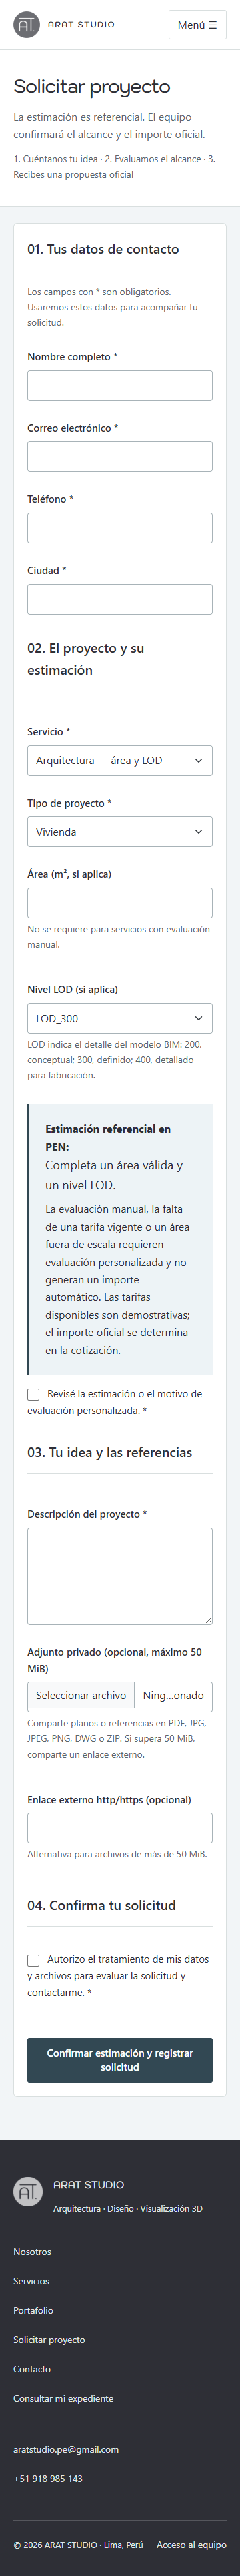 ARAT STUDIO
Menú ☰
Solicitar proyecto
La estimación es referencial. El equipo
confirmará el alcance y el importe oficial.
1. Cuéntanos tu idea · 2. Evaluamos el alcance · 3.
Recibes una propuesta oficial
01. Tus datos de contacto
Los campos con * son obligatorios.
Usaremos estos datos para acompañar tu
solicitud.
Nombre completo *
Correo electrónico *
Teléfono *
Ciudad *
02. El proyecto y su
estimación
Servicio *
Arquitectura — área y LOD
Tipo de proyecto *
Vivienda
Área (m², si aplica)
No se requiere para servicios con evaluación
manual.
Nivel LOD (si aplica)
LOD_300
LOD indica el detalle del modelo BIM: 200,
conceptual; 300, definido; 400, detallado
para fabricación.
Estimación referencial en
PEN:
Completa un área válida y
un nivel LOD.
La evaluación manual, la falta
de una tarifa vigente o un área
fuera de escala requieren
evaluación personalizada y no
generan un importe
automático. Las tarifas
disponibles son demostrativas;
el importe oficial se determina
en la cotización.
Revisé la estimación o el motivo de
evaluación personalizada. *
03. Tu idea y las referencias
Descripción del proyecto *
Adjunto privado (opcional, máximo 50
MiB)
Seleccionar archivo Ning...onado
Comparte planos o referencias en PDF, JPG,
JPEG, PNG, DWG o ZIP. Si supera 50 MiB,
comparte un enlace externo.
Enlace externo http/https (opcional)
Alternativa para archivos de más de 50 MiB.
04. Confirma tu solicitud
Autorizo el tratamiento de mis datos
y archivos para evaluar la solicitud y
contactarme. *
Confirmar estimación y registrar
solicitud
AT.
ARAT STUDIO
Arquitectura · Diseño · Visualización 3D
Nosotros
Servicios
Portafolio
Solicitar proyecto
Contacto
Consultar mi expediente
aratstudio.pe@gmail.com
+51 918 985 143
© 2026 ARAT STUDIO · Lima, Perú Acceso al equipo